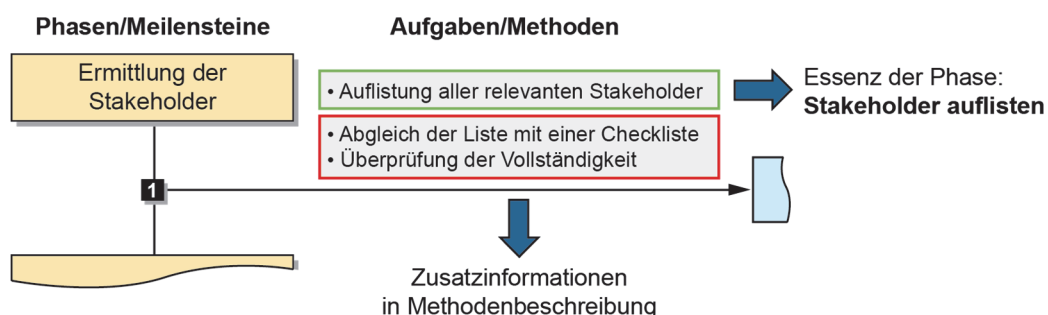 Phasen/Meilensteine
Aufgaben/Methoden
Ermittlung der
Stakeholder
• Auflistung aller relevanten Stakeholder
Essenz der Phase:
Stakeholder auflisten
• Abgleich der Liste mit einer Checkliste
• Überprüfung der Vollständigkeit
1
Zusatzinformationen
in Methodenbeschreibung